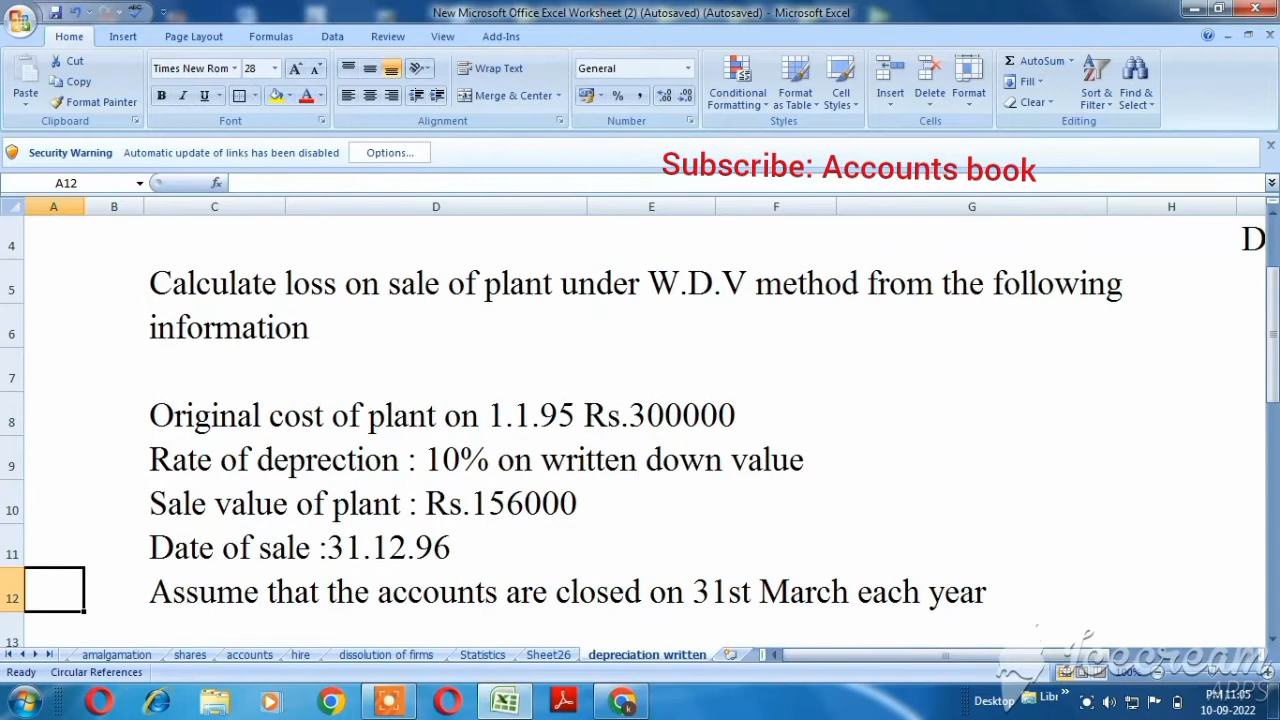 New Microsoft Office Excel Worksheet (2) (Autosaved) (Autosaved) - Microsoft Excel
Home Insert Page Layout Formulas Data Review View Add-Ins
Paste
Cut
Copy
Format Painter
Clipboard
Times New Rom 28
B I U
Font
Wrap Text
Merge & Center
Alignment
General
Number
Conditional Formatting
Format as Table
Cell Styles
Styles
Insert Delete Format
Cells
AutoSum
Fill
Clear
Sort & Filter
Find & Select
Editing
Security Warning Automatic update of links has been disabled Options...
Subscribe: Accounts book
A12 fx
A B C D E F G H
4 D
5 Calculate loss on sale of plant under W.D.V method from the following
6 information
7
8 Original cost of plant on 1.1.95 Rs.300000
9 Rate of deprection : 10% on written down value
10 Sale value of plant : Rs.156000
11 Date of sale :31.12.96
12 Assume that the accounts are closed on 31st March each year
13
amalgamation shares accounts hire dissolution of firms Statistics Sheet26 depreciation written
Ready Circular References 100%
Icecream
APPS
Desktop Libr » PM 11:05
10-09-2022